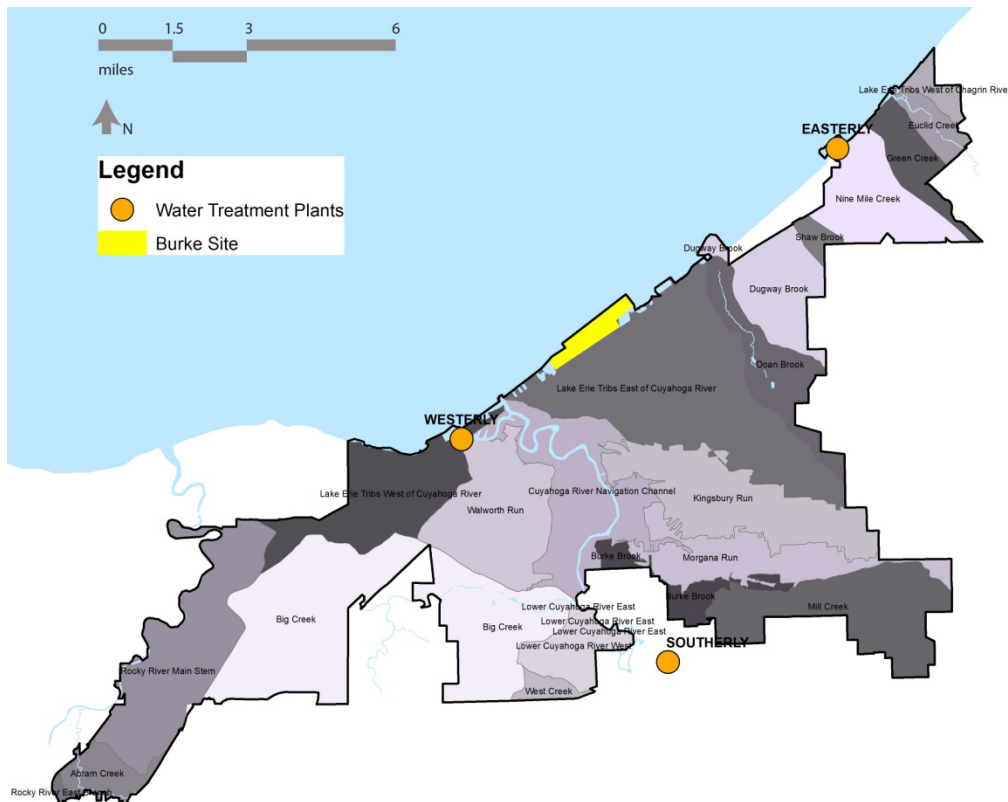 0 1.5 3 6
miles
N
Legend
Water Treatment Plants
Burke Site
Lake Erie Tribs West of Chagrin Rive
EASTERLY
Euclid Creek
Green Creek
Nine Mile Creek
Shaw Brook
Dugway Brook
Dugway Brook
Doan Brook
Lake Erie Tribs East of Cuyahoga River
WESTERLY
Lake Erie Tribs West of Cuyahoga River
Cuyahoga River Navigation Channel
Kingsbury Run
Walworth Run
Burke Brook
Morgana Run
Burke Brook
Mill Creek
Lower Cuyahoga River East
Big Creek
Lower Cuyahoga River East
Big Creek
Lower Cuyahoga River East
Lower Cuyahoga River West
SOUTHERLY
Rocky River Main Stem
West Creek
Abram Creek
Rocky River East Branch